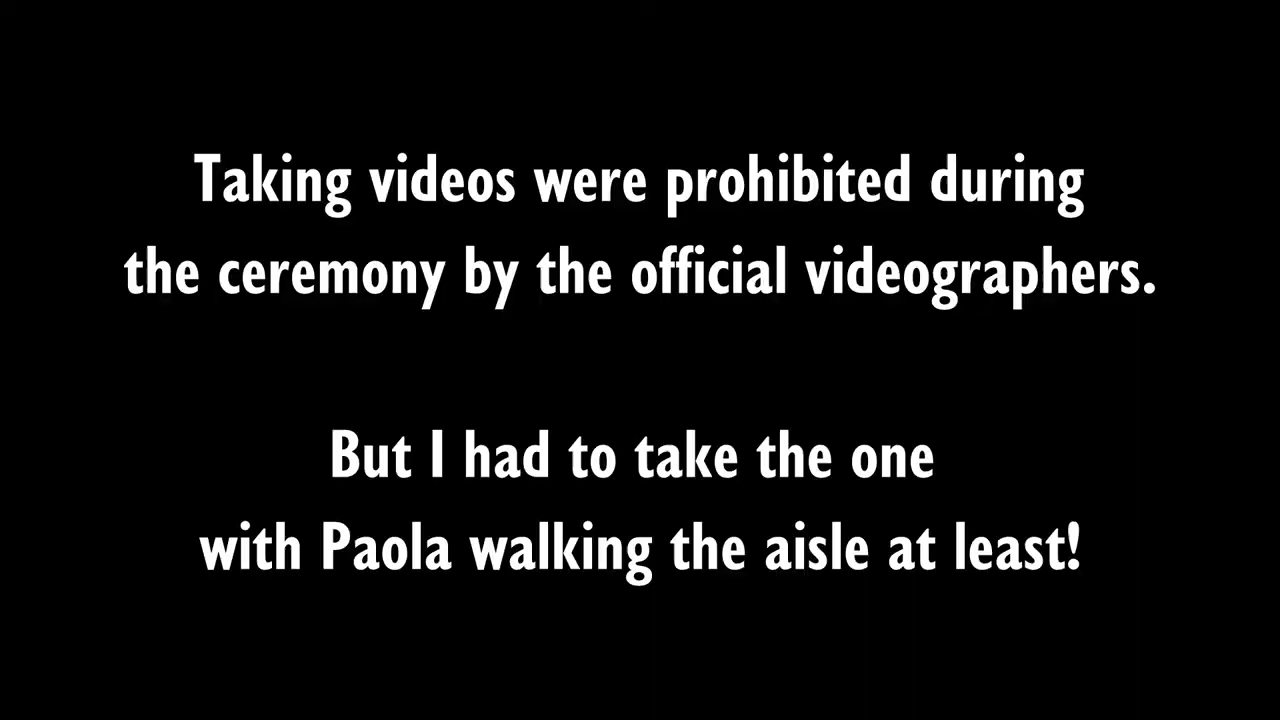 Taking videos were prohibited during
the ceremony by the official videographers.
But I had to take the one
with Paola walking the aisle at least!